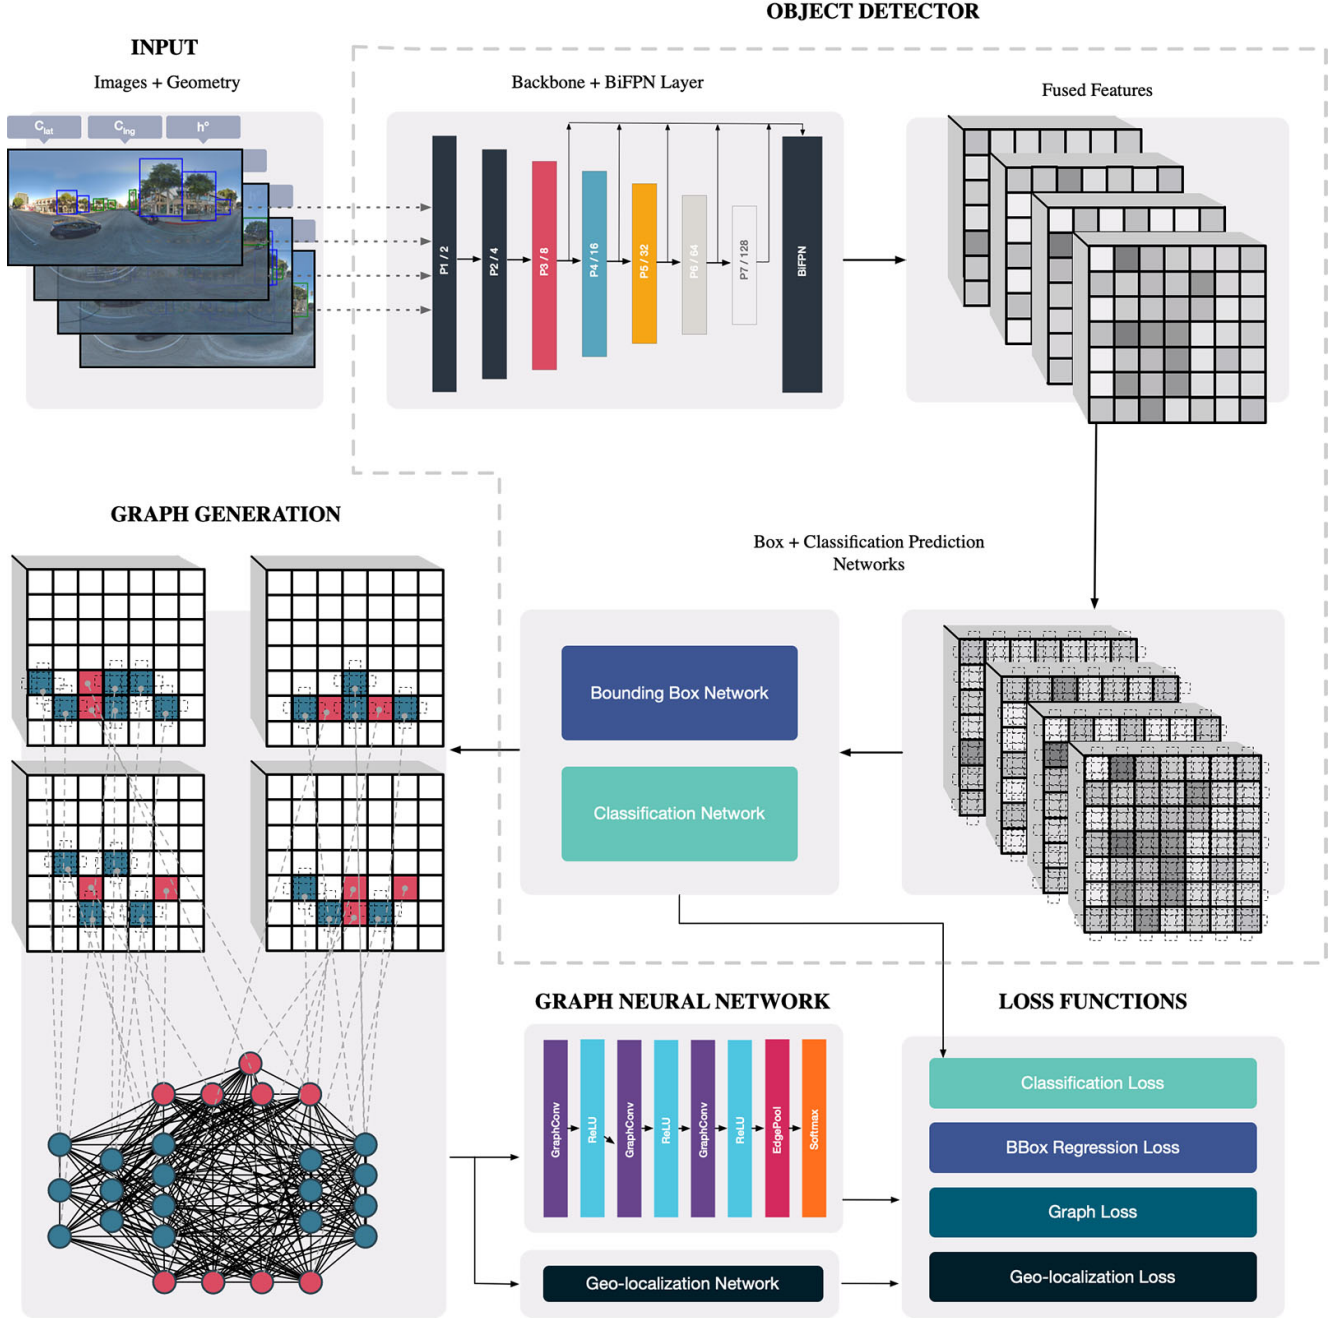 OBJECT DETECTOR
INPUT
Images + Geometry
Backbone + BiFPN Layer
Fused Features
C_lat
C_lng
h°
P1 / 2
P2 / 4
P3 / 8
P4 / 16
P5 / 32
P6 / 64
P7 / 128
BiFPN
GRAPH GENERATION
Box + Classification Prediction
Networks
Bounding Box Network
Classification Network
GRAPH NEURAL NETWORK
LOSS FUNCTIONS
GraphConv
ReLU
GraphConv
ReLU
GraphConv
ReLU
EdgePool
Softmax
Classification Loss
BBox Regression Loss
Graph Loss
Geo-localization Network
Geo-localization Loss